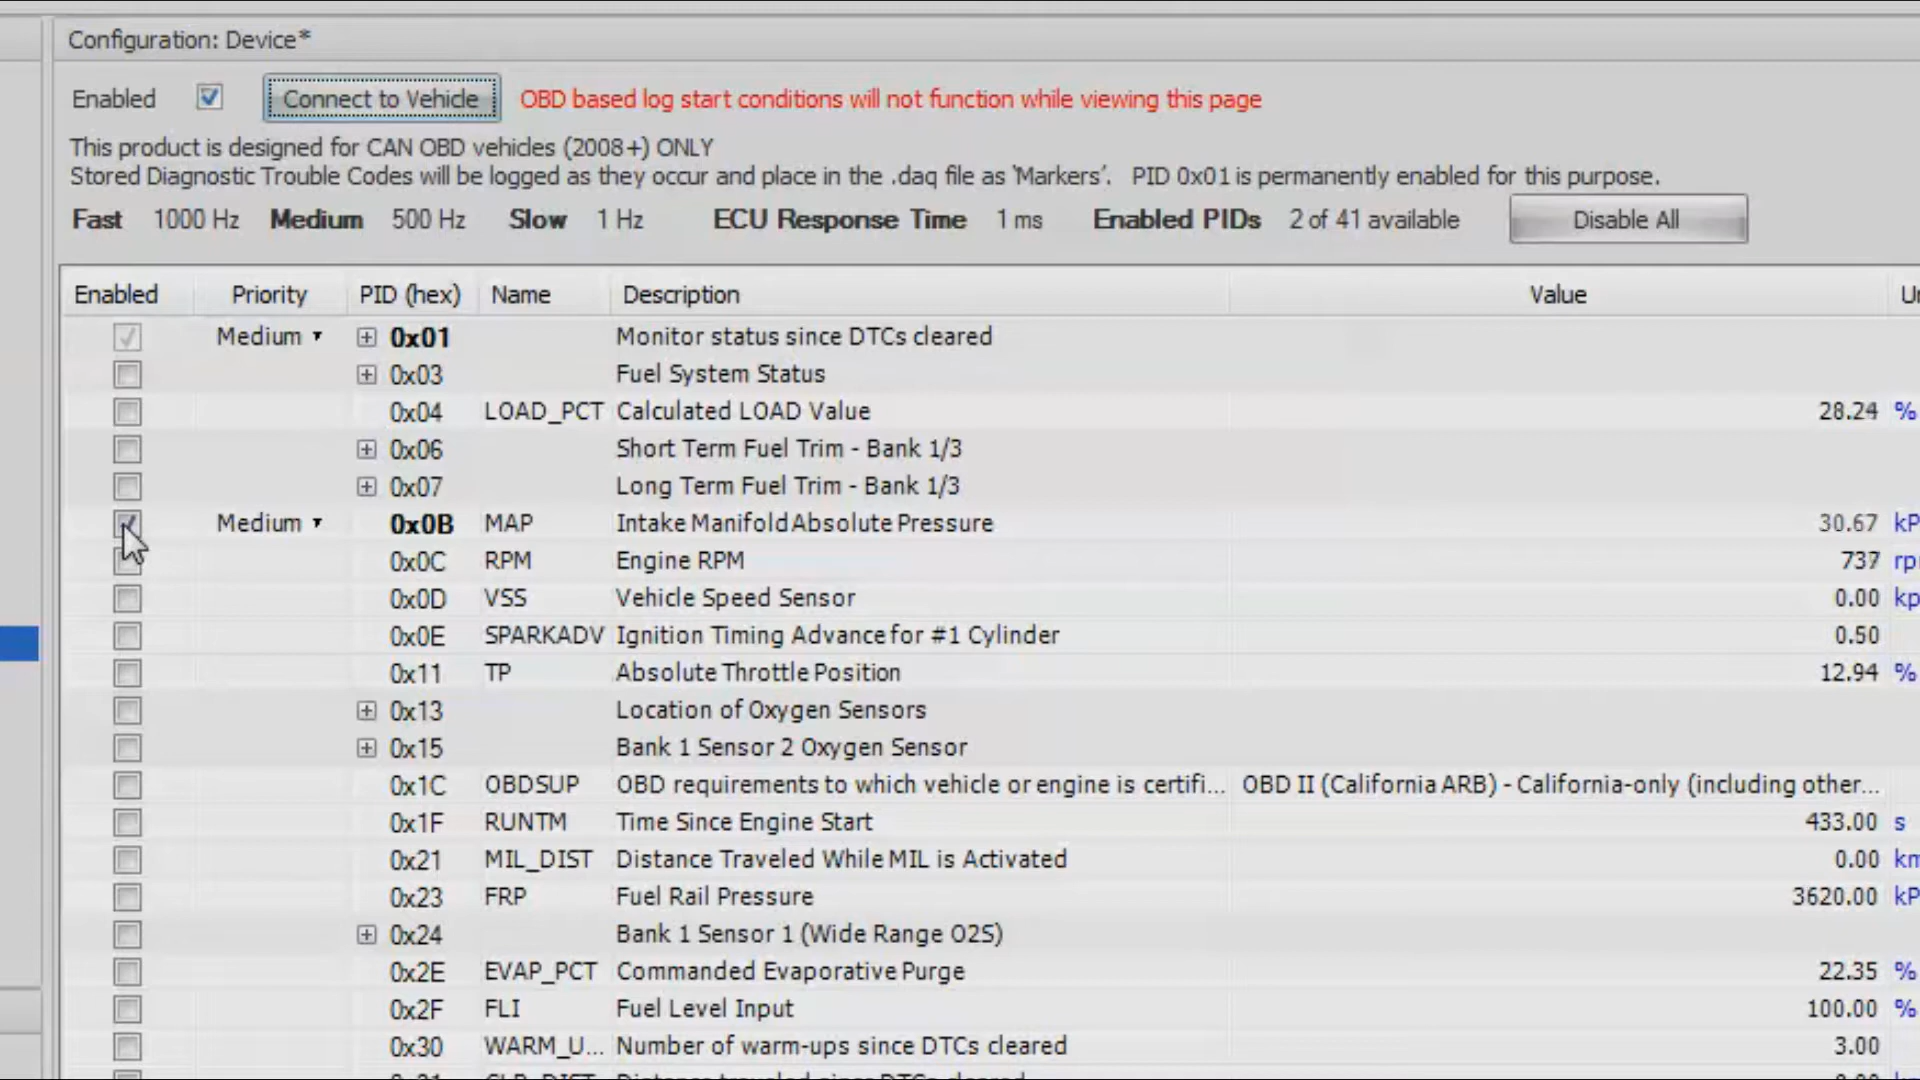 Configuration: Device*
Enabled Connect to Vehicle OBD based log start conditions will not function while viewing this page
This product is designed for CAN OBD vehicles (2008+) ONLY
Stored Diagnostic Trouble Codes will be logged as they occur and place in the .daq file as 'Markers'. PID 0x01 is permanently enabled for this purpose.
Fast 1000 Hz Medium 500 Hz Slow 1 Hz ECU Response Time 1 ms Enabled PIDs 2 of 41 available Disable All
Enabled Priority PID (hex) Name Description Value
Medium 0x01 Monitor status since DTCs cleared
0x03 Fuel System Status
0x04 LOAD_PCT Calculated LOAD Value 28.24 %
0x06 Short Term Fuel Trim - Bank 1/3
0x07 Long Term Fuel Trim - Bank 1/3
Medium 0x0B MAP Intake Manifold Absolute Pressure 30.67 kP
0x0C RPM Engine RPM 737 rp
0x0D VSS Vehicle Speed Sensor 0.00 kp
0x0E SPARKADV Ignition Timing Advance for #1 Cylinder 0.50
0x11 TP Absolute Throttle Position 12.94 %
0x13 Location of Oxygen Sensors
0x15 Bank 1 Sensor 2 Oxygen Sensor
0x1C OBDSUP OBD requirements to which vehicle or engine is certifi... OBD II (California ARB) - California-only (including other...
0x1F RUNTM Time Since Engine Start 433.00 s
0x21 MIL_DIST Distance Traveled While MIL is Activated 0.00 km
0x23 FRP Fuel Rail Pressure 3620.00 kP
0x24 Bank 1 Sensor 1 (Wide Range O2S)
0x2E EVAP_PCT Commanded Evaporative Purge 22.35 %
0x2F FLI Fuel Level Input 100.00 %
0x30 WARM_U... Number of warm-ups since DTCs cleared 3.00